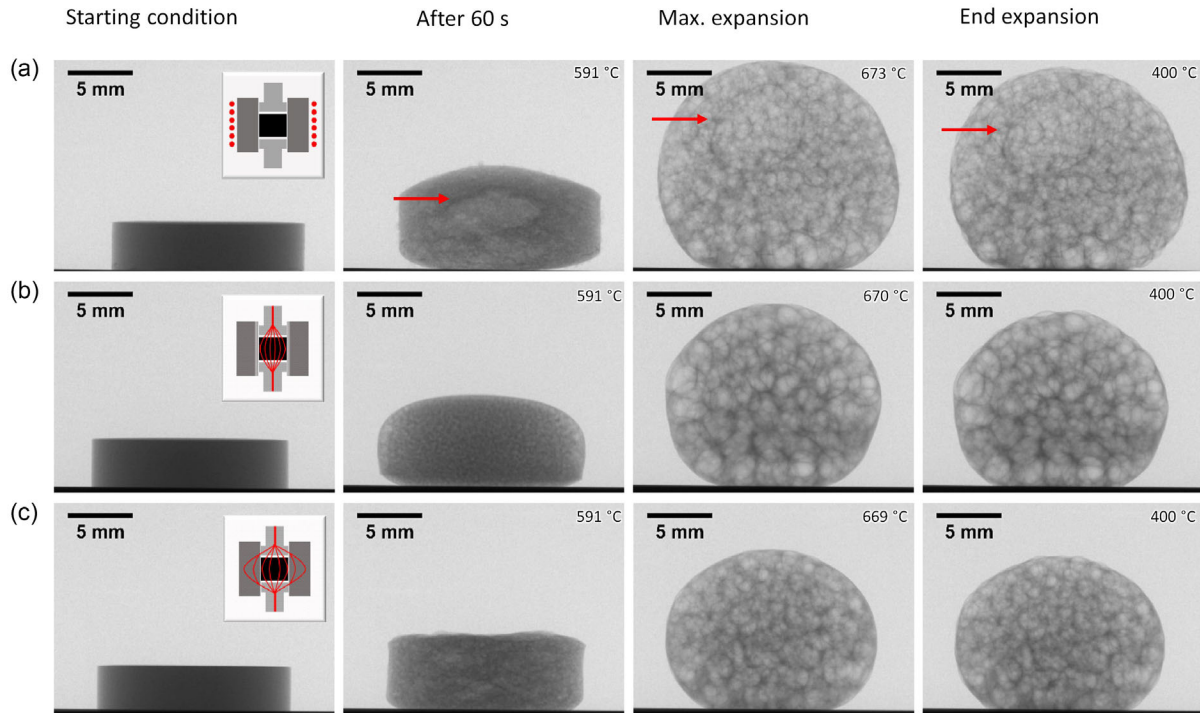 Starting condition After 60 s Max. expansion End expansion
(a) 5 mm 5 mm 591 °C 5 mm 673 °C 5 mm 400 °C
(b) 5 mm 5 mm 591 °C 5 mm 670 °C 5 mm 400 °C
(c) 5 mm 5 mm 591 °C 5 mm 669 °C 5 mm 400 °C